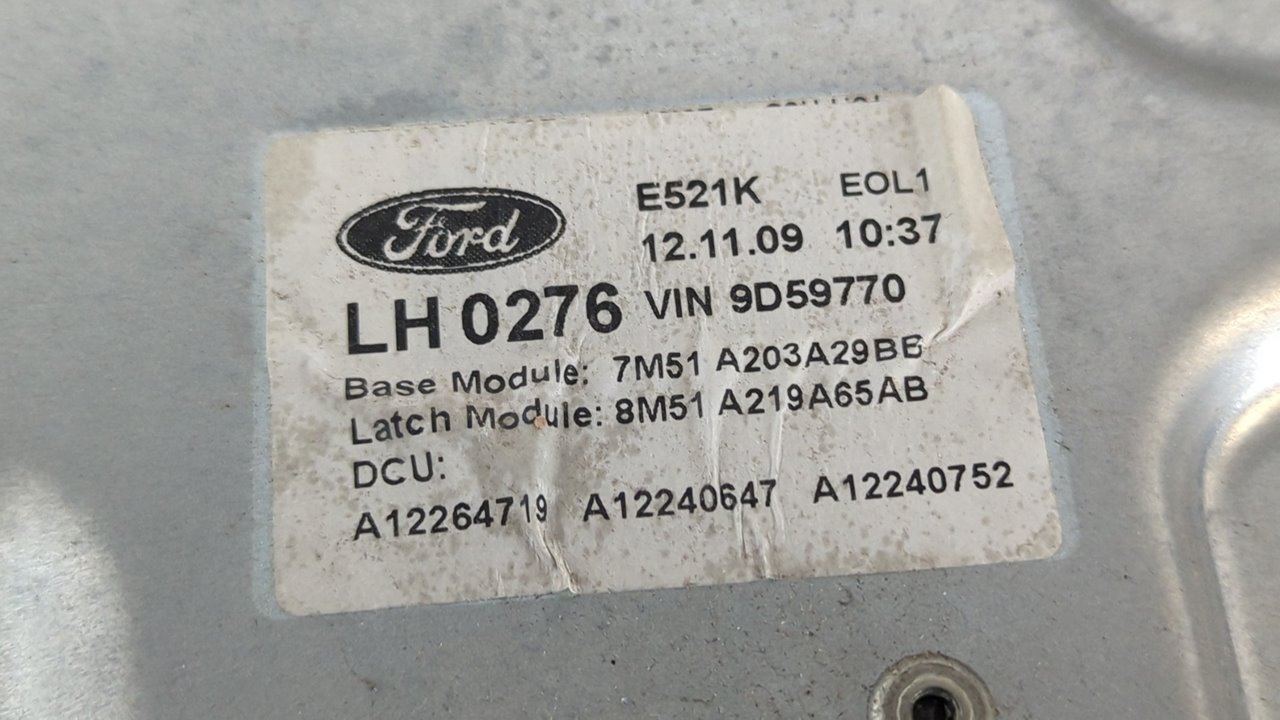 Ford
E521K EOL1
12.11.09 10:37
LH 0276 VIN 9D59770
Base Module: 7M51 A203A29BB
Latch Module: 8M51 A219A65AB
DCU:
A12264719 A12240647 A12240752